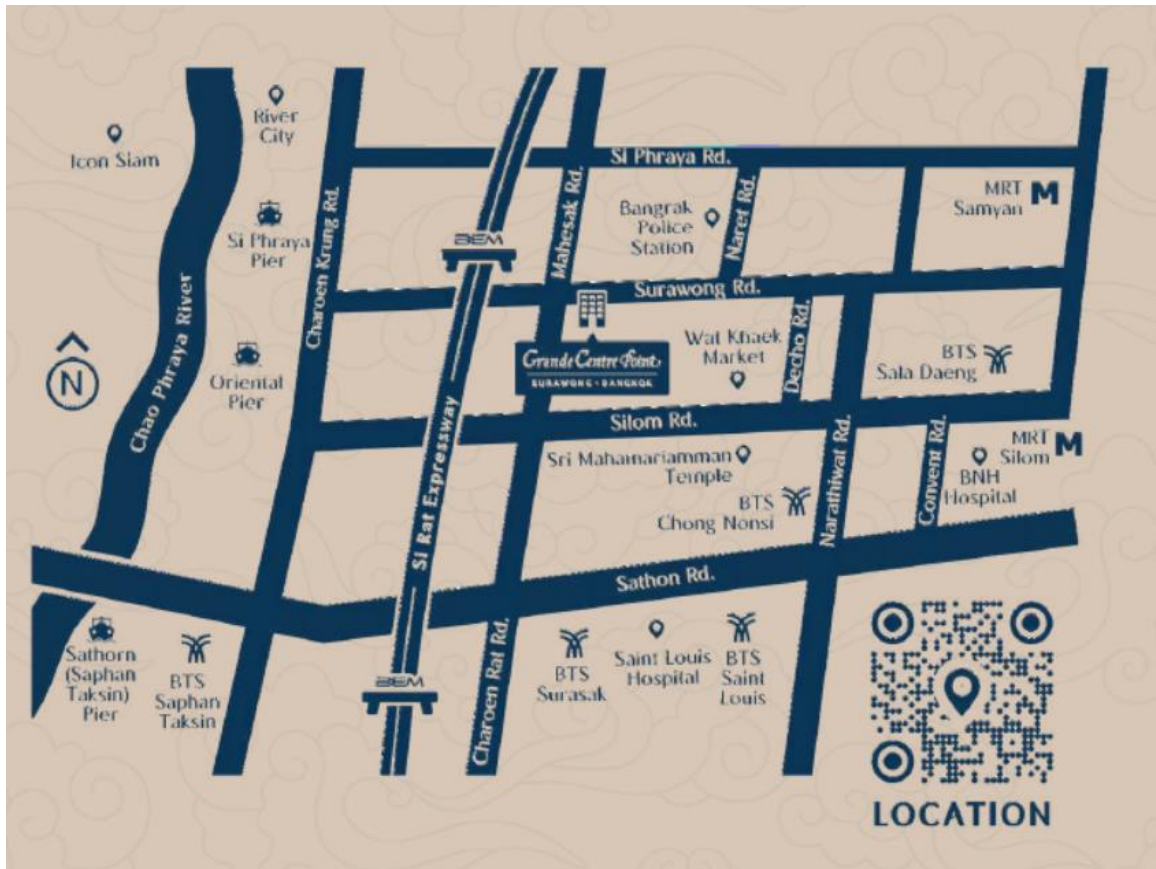 Icon Siam
River
City
Si Phraya
Pier
Oriental
Pier
N
Chao Phraya River
Charoen Krung Rd.
Si Phraya Rd.
BEM
Mahesak Rd.
Bangrak
Police
Station
Naret Rd.
MRT
Samyan
M
Surawong Rd.
Grande Centre Point
SURAWONG • BANGKOK
Wat Khaek
Market
Decho Rd.
BTS
Sala Daeng
Silom Rd.
Si Rat Expressway
Sri Mahamariamman
Temple
BTS
Chong Nonsi
Narathiwat Rd.
Convent Rd.
BNH
Hospital
MRT
Silom
M
Sathon Rd.
Sathorn
(Saphan
Taksin)
Pier
BTS
Saphan
Taksin
BEM
Charoen Rat Rd.
BTS
Surasak
Saint Louis
Hospital
BTS
Saint
Louis
LOCATION